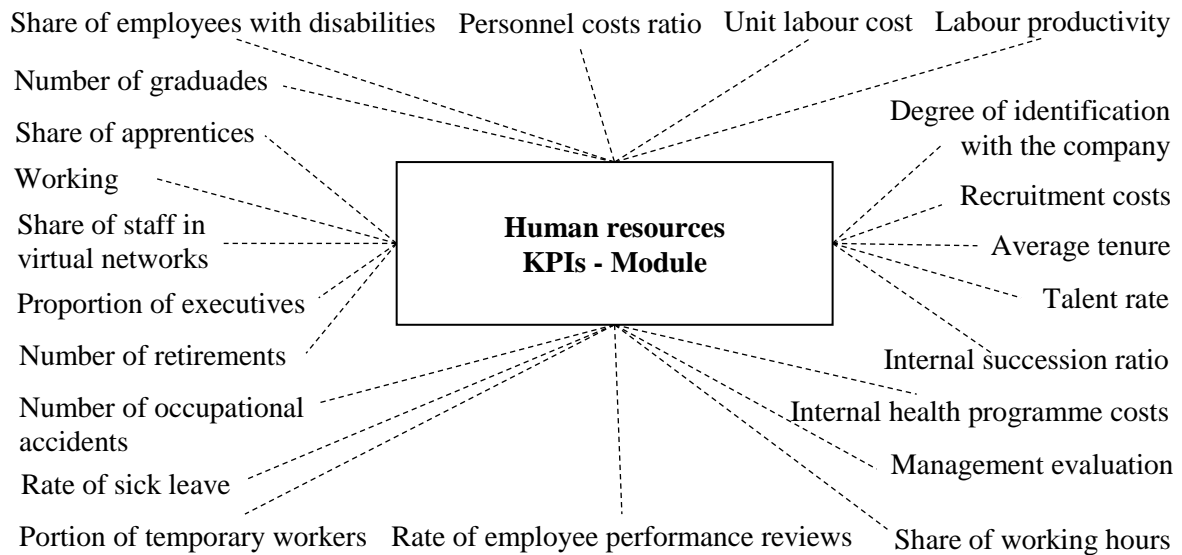 Share of employees with disabilities
Personnel costs ratio
Unit labour cost
Labour productivity
Number of graduades
Share of apprentices
Working
Share of staff in
virtual networks
Proportion of executives
Number of retirements
Number of occupational
accidents
Rate of sick leave
Portion of temporary workers
Human resources
KPIs - Module
Degree of identification
with the company
Recruitment costs
Average tenure
Talent rate
Internal succession ratio
Internal health programme costs
Management evaluation
Rate of employee performance reviews
Share of working hours